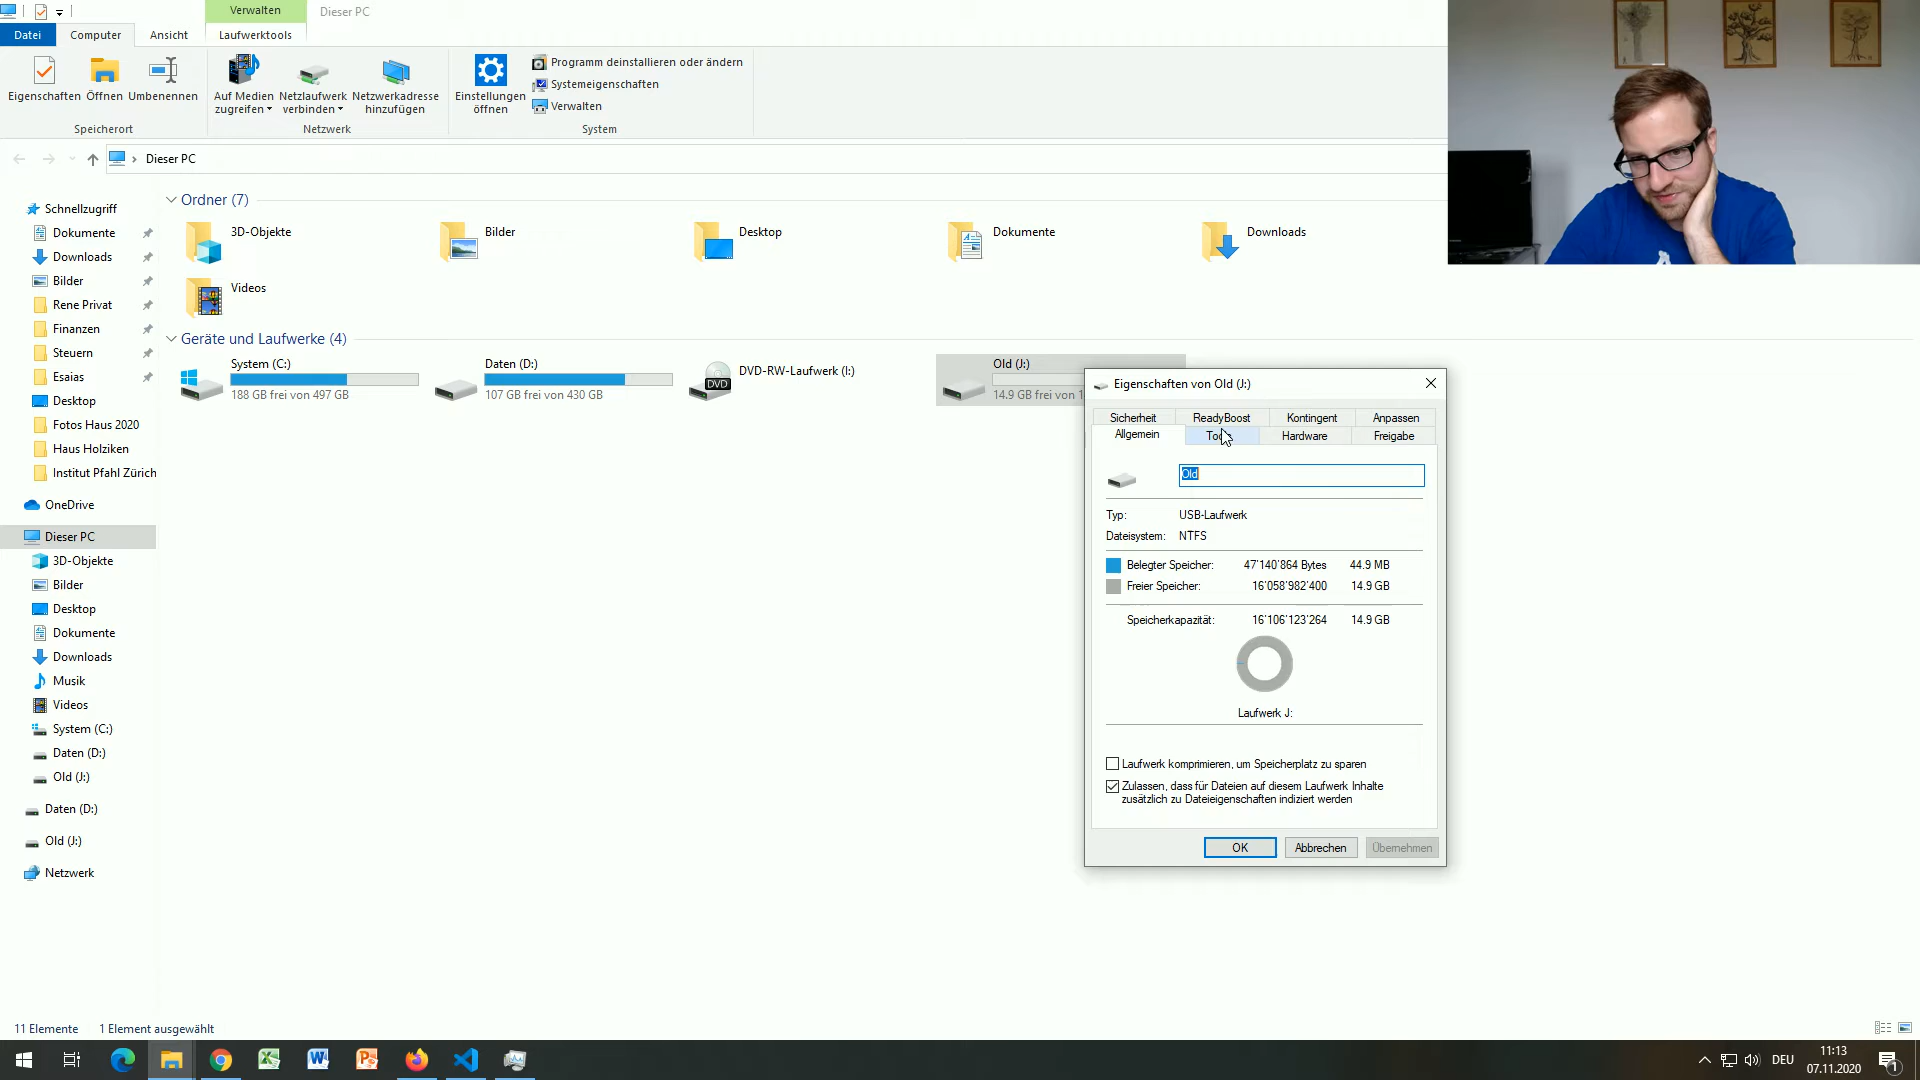 Verwalten
Dieser PC
Datei
Computer
Ansicht
Laufwerktools
Eigenschaften
Öffnen
Umbenennen
Auf Medien
zugreifen
Netzlaufwerk
verbinden
Netzwerkadresse
hinzufügen
Einstellungen
öffnen
Programm deinstallieren oder ändern
Systemeigenschaften
Verwalten
Speicherort
Netzwerk
System
Dieser PC
Schnellzugriff
Dokumente
Downloads
Bilder
Rene Privat
Finanzen
Steuern
Esaias
Desktop
Fotos Haus 2020
Haus Holziken
Institut Pfahl Zürich
OneDrive
Dieser PC
3D-Objekte
Bilder
Desktop
Dokumente
Downloads
Musik
Videos
System (C:)
Daten (D:)
Old (J:)
Daten (D:)
Old (J:)
Netzwerk
Ordner (7)
3D-Objekte
Bilder
Desktop
Dokumente
Downloads
Videos
Geräte und Laufwerke (4)
System (C:)
188 GB frei von 497 GB
Daten (D:)
107 GB frei von 430 GB
DVD
DVD-RW-Laufwerk (I:)
Old (J:)
14.9 GB frei von
Eigenschaften von Old (J:)
Sicherheit
ReadyBoost
Kontingent
Anpassen
Allgemein
Hardware
Freigabe
Old
Typ: USB-Laufwerk
Dateisystem: NTFS
Belegter Speicher: 47'140'864 Bytes 44.9 MB
Freier Speicher: 16'058'982'400 14.9 GB
Speicherkapazität: 16'106'123'264 14.9 GB
Laufwerk J:
Laufwerk komprimieren, um Speicherplatz zu sparen
Zulassen, dass für Dateien auf diesem Laufwerk Inhalte
zusätzlich zu Dateieigenschaften indiziert werden
OK
Abbrechen
Übernehmen
11 Elemente
1 Element ausgewählt
DEU
11:13
07.11.2020
1